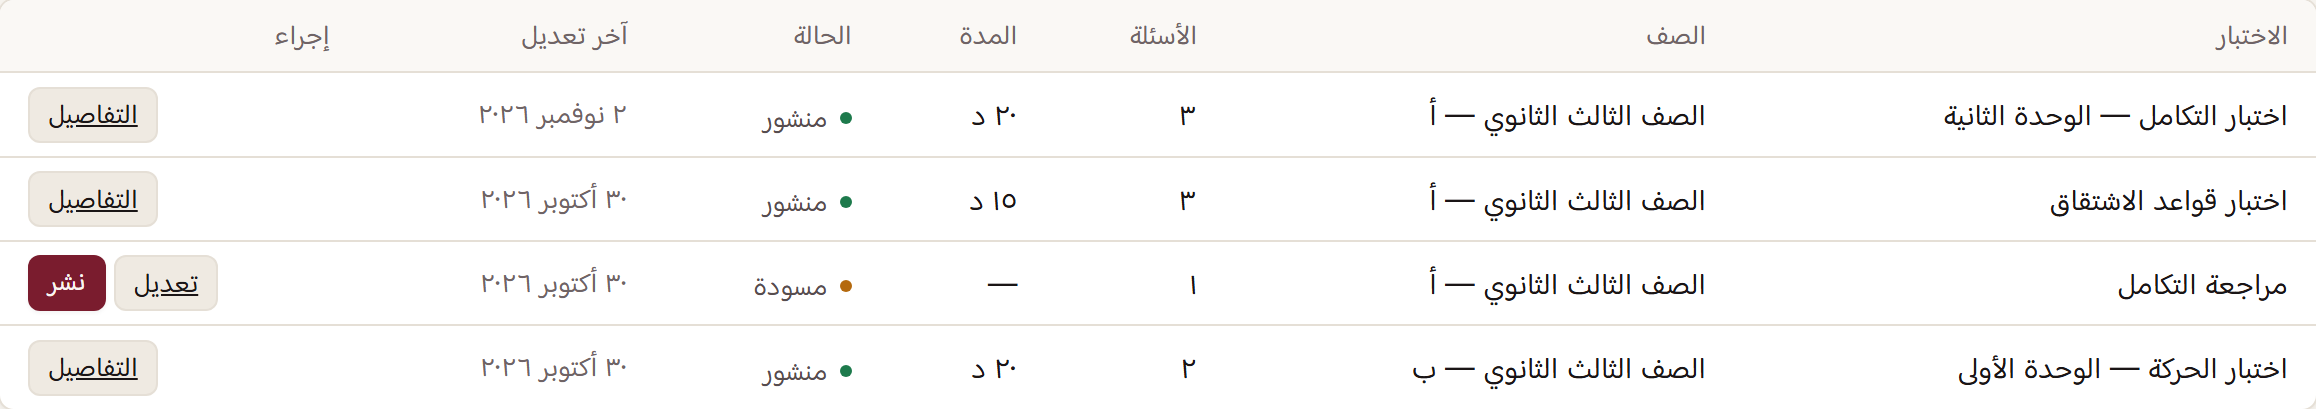 الاختبار الصف الأسئلة المدة الحالة آخر تعديل إجراء
اختبار التكامل — الوحدة الثانية الصف الثالث الثانوي — أ ٣ ٢٠ د منشور ٢ نوفمبر ٢٠٢٦ التفاصيل
اختبار قواعد الاشتقاق الصف الثالث الثانوي — أ ٣ ١٥ د منشور ٣٠ أكتوبر ٢٠٢٦ التفاصيل
مراجعة التكامل الصف الثالث الثانوي — أ ١ — مسودة ٣٠ أكتوبر ٢٠٢٦ تعديل نشر
اختبار الحركة — الوحدة الأولى الصف الثالث الثانوي — ب ٢ ٢٠ د منشور ٣٠ أكتوبر ٢٠٢٦ التفاصيل